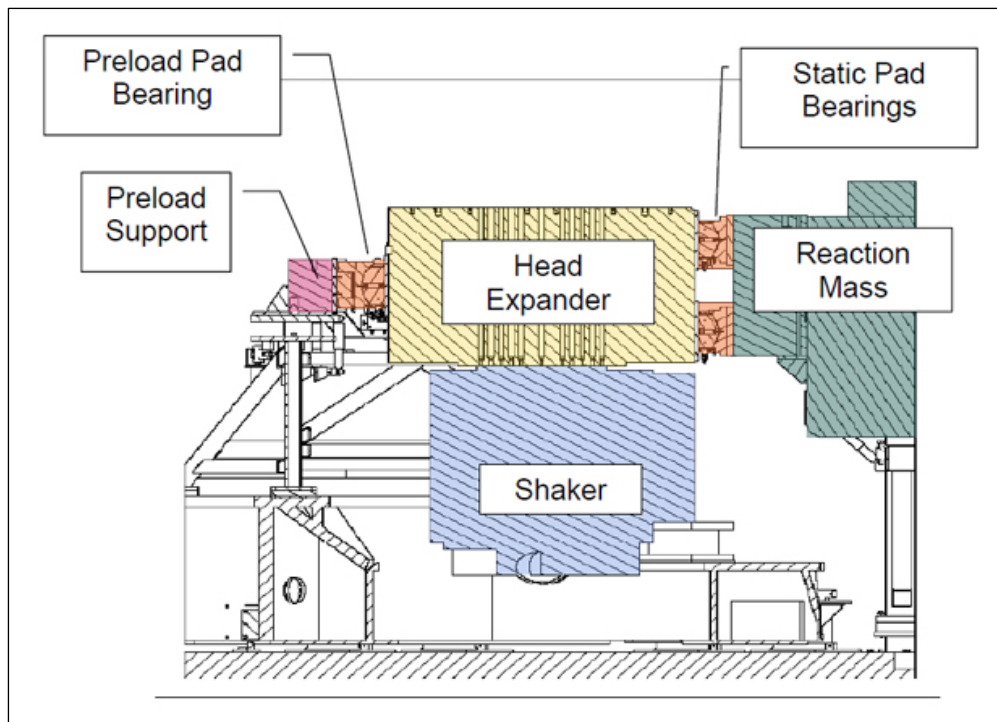 Preload Pad
Bearing
Static Pad
Bearings
Preload
Support
Head
Expander
Reaction
Mass
Shaker